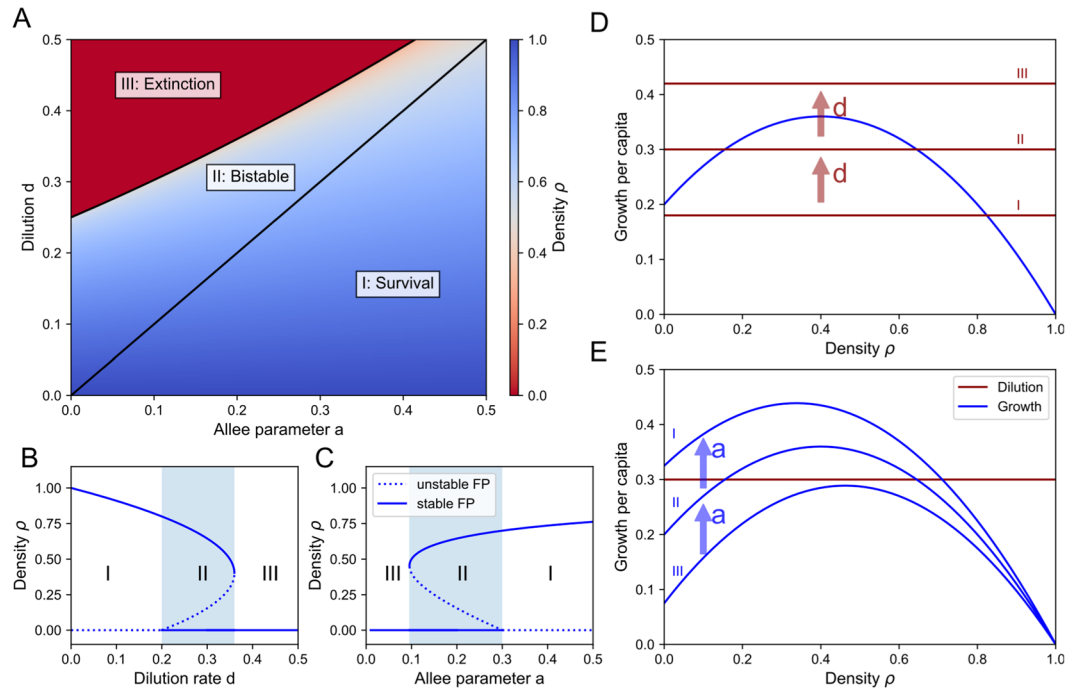 A
0.5
0.4
0.3
0.2
0.1
0.0
Dilution d
III: Extinction
II: Bistable
I: Survival
0.0 0.1 0.2 0.3 0.4 0.5
Allee parameter a
1.0
0.8
0.6
0.4
0.2
0.0
Density ρ
B
1.00
0.75
0.50
0.25
0.00
Density ρ
I II III
0.0 0.1 0.2 0.3 0.4 0.5
Dilution rate d
C
unstable FP
stable FP
1.00
0.75
0.50
0.25
0.00
Density ρ
III II I
0.0 0.1 0.2 0.3 0.4 0.5
Allee parameter a
D
0.5
0.4
0.3
0.2
0.1
0.0
Growth per capita
III
d
II
d
I
0.0 0.2 0.4 0.6 0.8 1.0
Density ρ
E
Dilution
Growth
0.5
0.4
0.3
0.2
0.1
0.0
Growth per capita
I
a
II
a
III
0.0 0.2 0.4 0.6 0.8 1.0
Density ρ